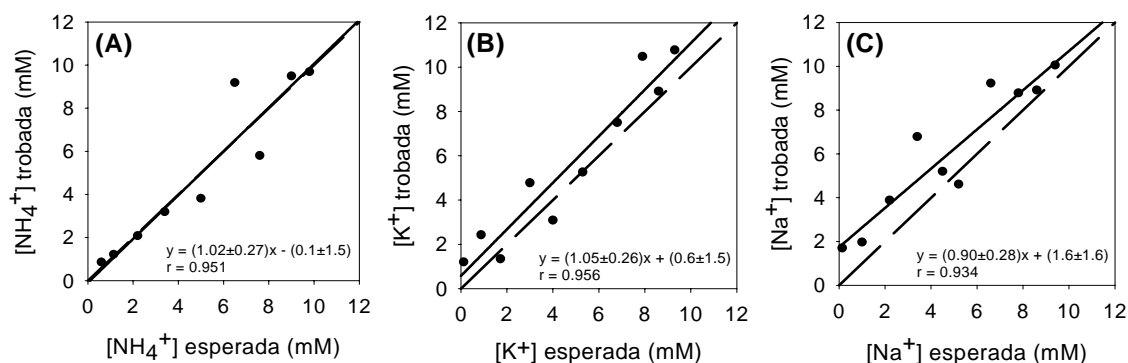 (A)
[NH4+] trobada (mM)
12
10
8
6
4
2
0
y = (1.02±0.27)x - (0.1±1.5)
r = 0.951
0 2 4 6 8 10 12
[NH4+] esperada (mM)
(B)
[K+] trobada (mM)
12
10
8
6
4
2
0
y = (1.05±0.26)x + (0.6±1.5)
r = 0.956
0 2 4 6 8 10 12
[K+] esperada (mM)
(C)
[Na+] trobada (mM)
12
10
8
6
4
2
0
y = (0.90±0.28)x + (1.6±1.6)
r = 0.934
0 2 4 6 8 10 12
[Na+] esperada (mM)